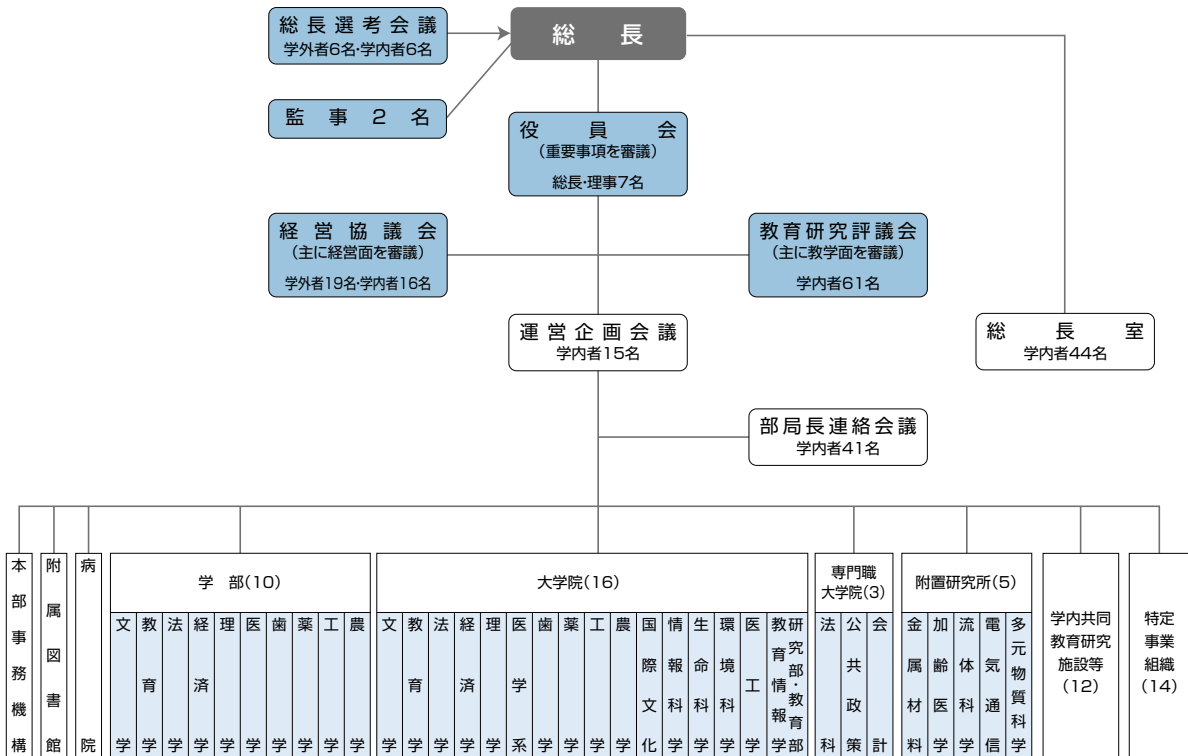 総長選考会議
学外者6名・学内者6名
総長
監事2名
役員会
(重要事項を審議)
総長・理事7名
経営協議会
(主に経営面を審議)
学外者19名・学内者16名
教育研究評議会
(主に教学面を審議)
学内者61名
運営企画会議
学内者15名
総長室
学内者44名
部局長連絡会議
学内者41名
本部事務機構
附属図書館
病院
学部(10)
文学
教育学
法学
経済学
理学
医学
歯学
薬学
工学
農学
大学院(16)
文学
教育学
法学
経済学
理学
医学系
歯学
薬学
工学
農学
国際文化
情報科学
生命科学
環境科学
医工学
教育情報学
研究部・教育部
専門職
大学院(3)
法科
公共政策
会計
附置研究所(5)
金属材料
加齢医学
流体科学
電気通信
多元物質科学
学内共同
教育研究
施設等
(12)
特定
事業
組織
(14)